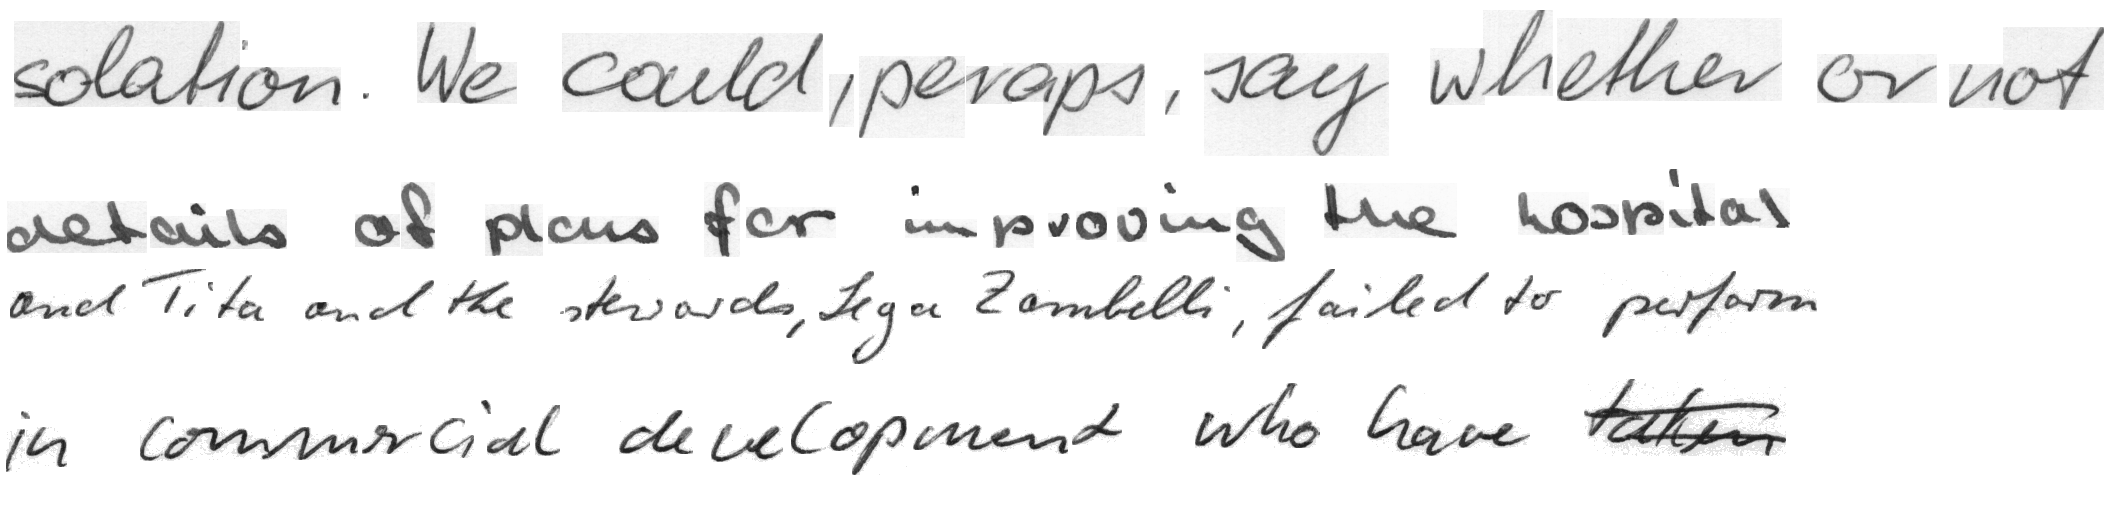 solation. We could, peraps, say whether or not
details of plans for improving the hospital
and Tita and the stewards, Lega Zambelli, failed to perform
in commercial development who have taken